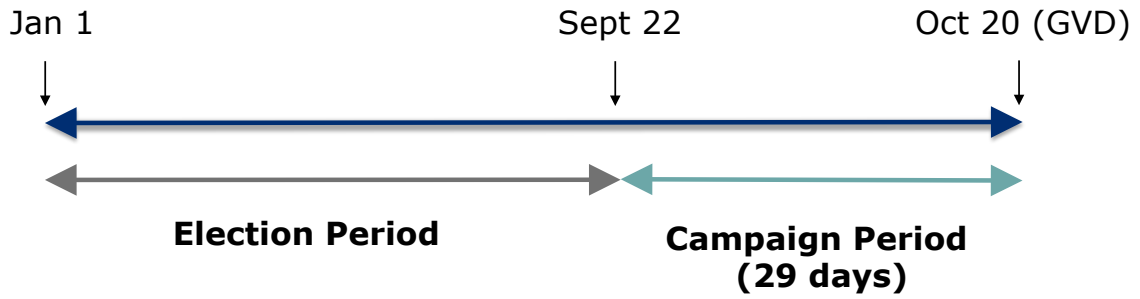 Jan 1
Sept 22
Oct 20 (GVD)
Election Period
Campaign Period
(29 days)